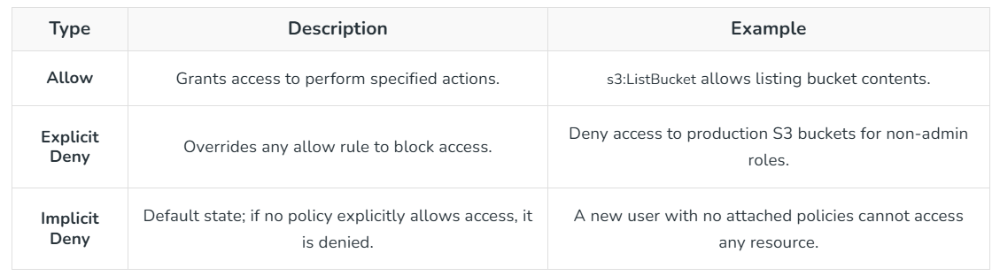 Type Description Example
Allow Grants access to perform specified actions. s3:ListBucket allows listing bucket contents.
Explicit
Deny
Overrides any allow rule to block access.
Deny access to production S3 buckets for non-admin
roles.
Implicit
Deny
Default state; if no policy explicitly allows access, it
is denied.
A new user with no attached policies cannot access
any resource.